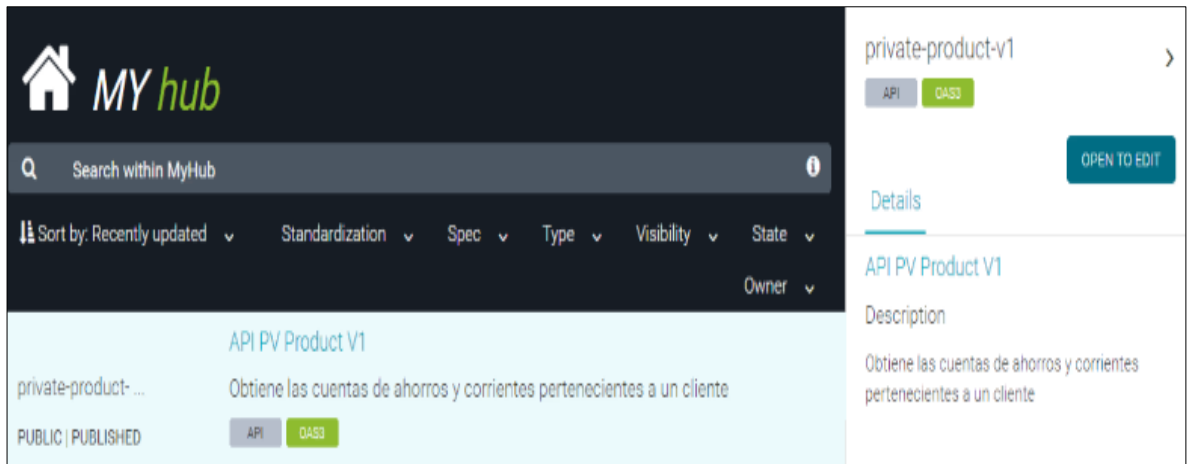 MY hub
Search within MyHub
Sort by: Recently updated Standardization Spec Type Visibility State
Owner
API PV Product V1
private-product- ...
Obtiene las cuentas de ahorros y corrientes pertenecientes a un cliente
PUBLIC | PUBLISHED
API OAS3
private-product-v1
API OAS3
OPEN TO EDIT
Details
API PV Product V1
Description
Obtiene las cuentas de ahorros y corrientes
pertenecientes a un cliente